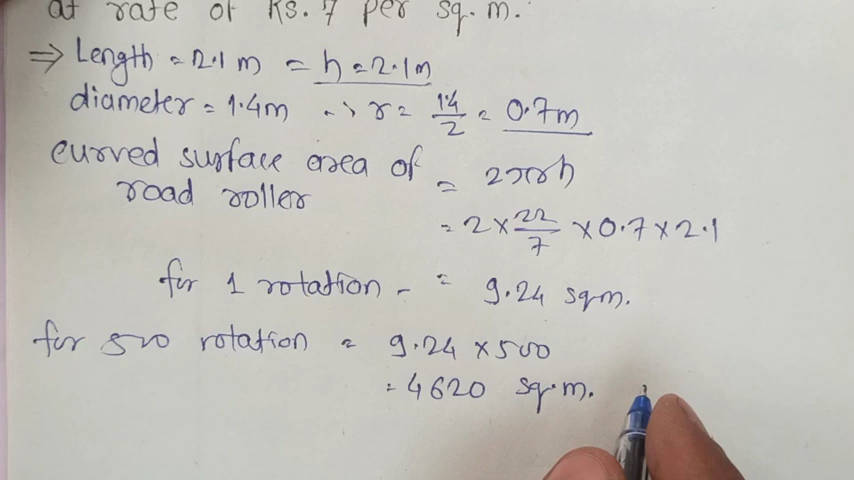 at rate of Rs. 7 per sq. m.
⇒ Length = 2.1 m = h = 2.1 m
diameter = 1.4 m ∴ r = 1.4/2 = 0.7 m
curved surface area of road roller = 2πrh
= 2 × 22/7 × 0.7 × 2.1
for 1 rotation - = 9.24 sqm.
for 500 rotation = 9.24 × 500
= 4620 sq.m.